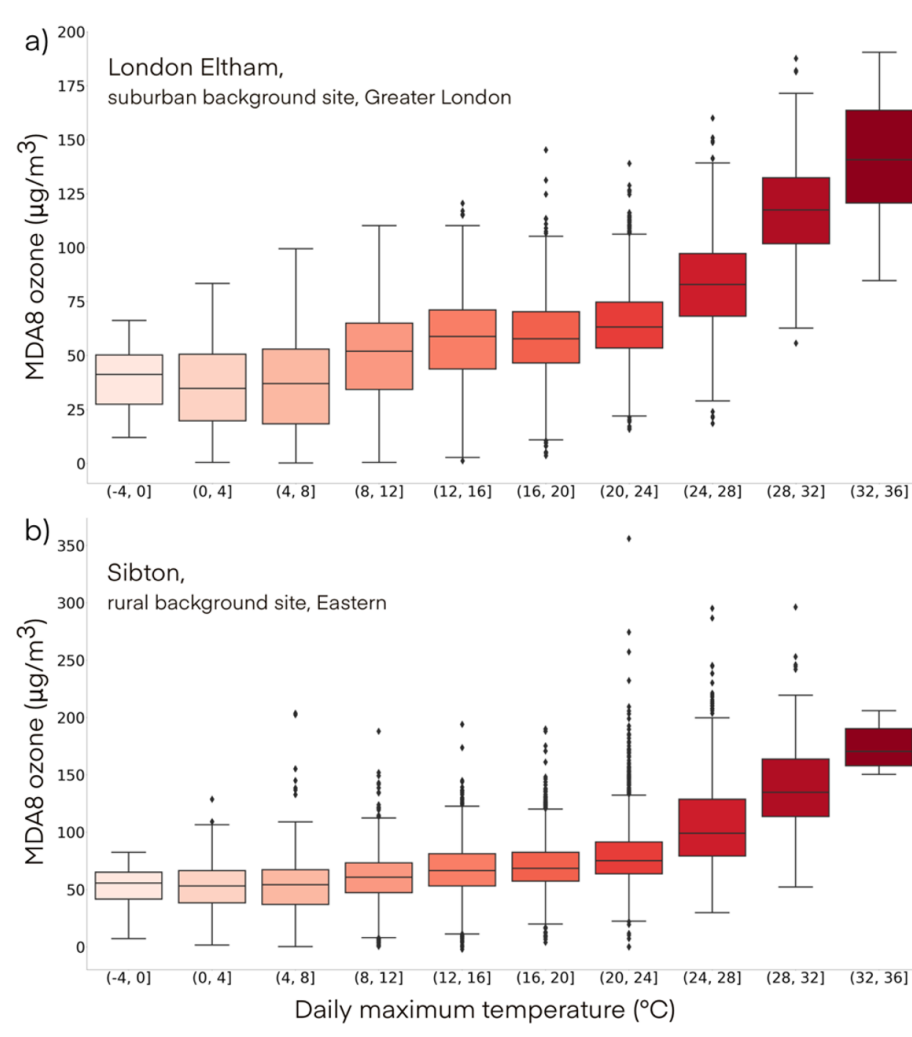 a)
London Eltham,
suburban background site, Greater London
MDA8 ozone (μg/m³)
200
175
150
125
100
75
50
25
0
(-4, 0] (0, 4] (4, 8] (8, 12] (12, 16] (16, 20] (20, 24] (24, 28] (28, 32] (32, 36]
b)
Sibton,
rural background site, Eastern
MDA8 ozone (μg/m³)
350
300
250
200
150
100
50
0
(-4, 0] (0, 4] (4, 8] (8, 12] (12, 16] (16, 20] (20, 24] (24, 28] (28, 32] (32, 36]
Daily maximum temperature (°C)